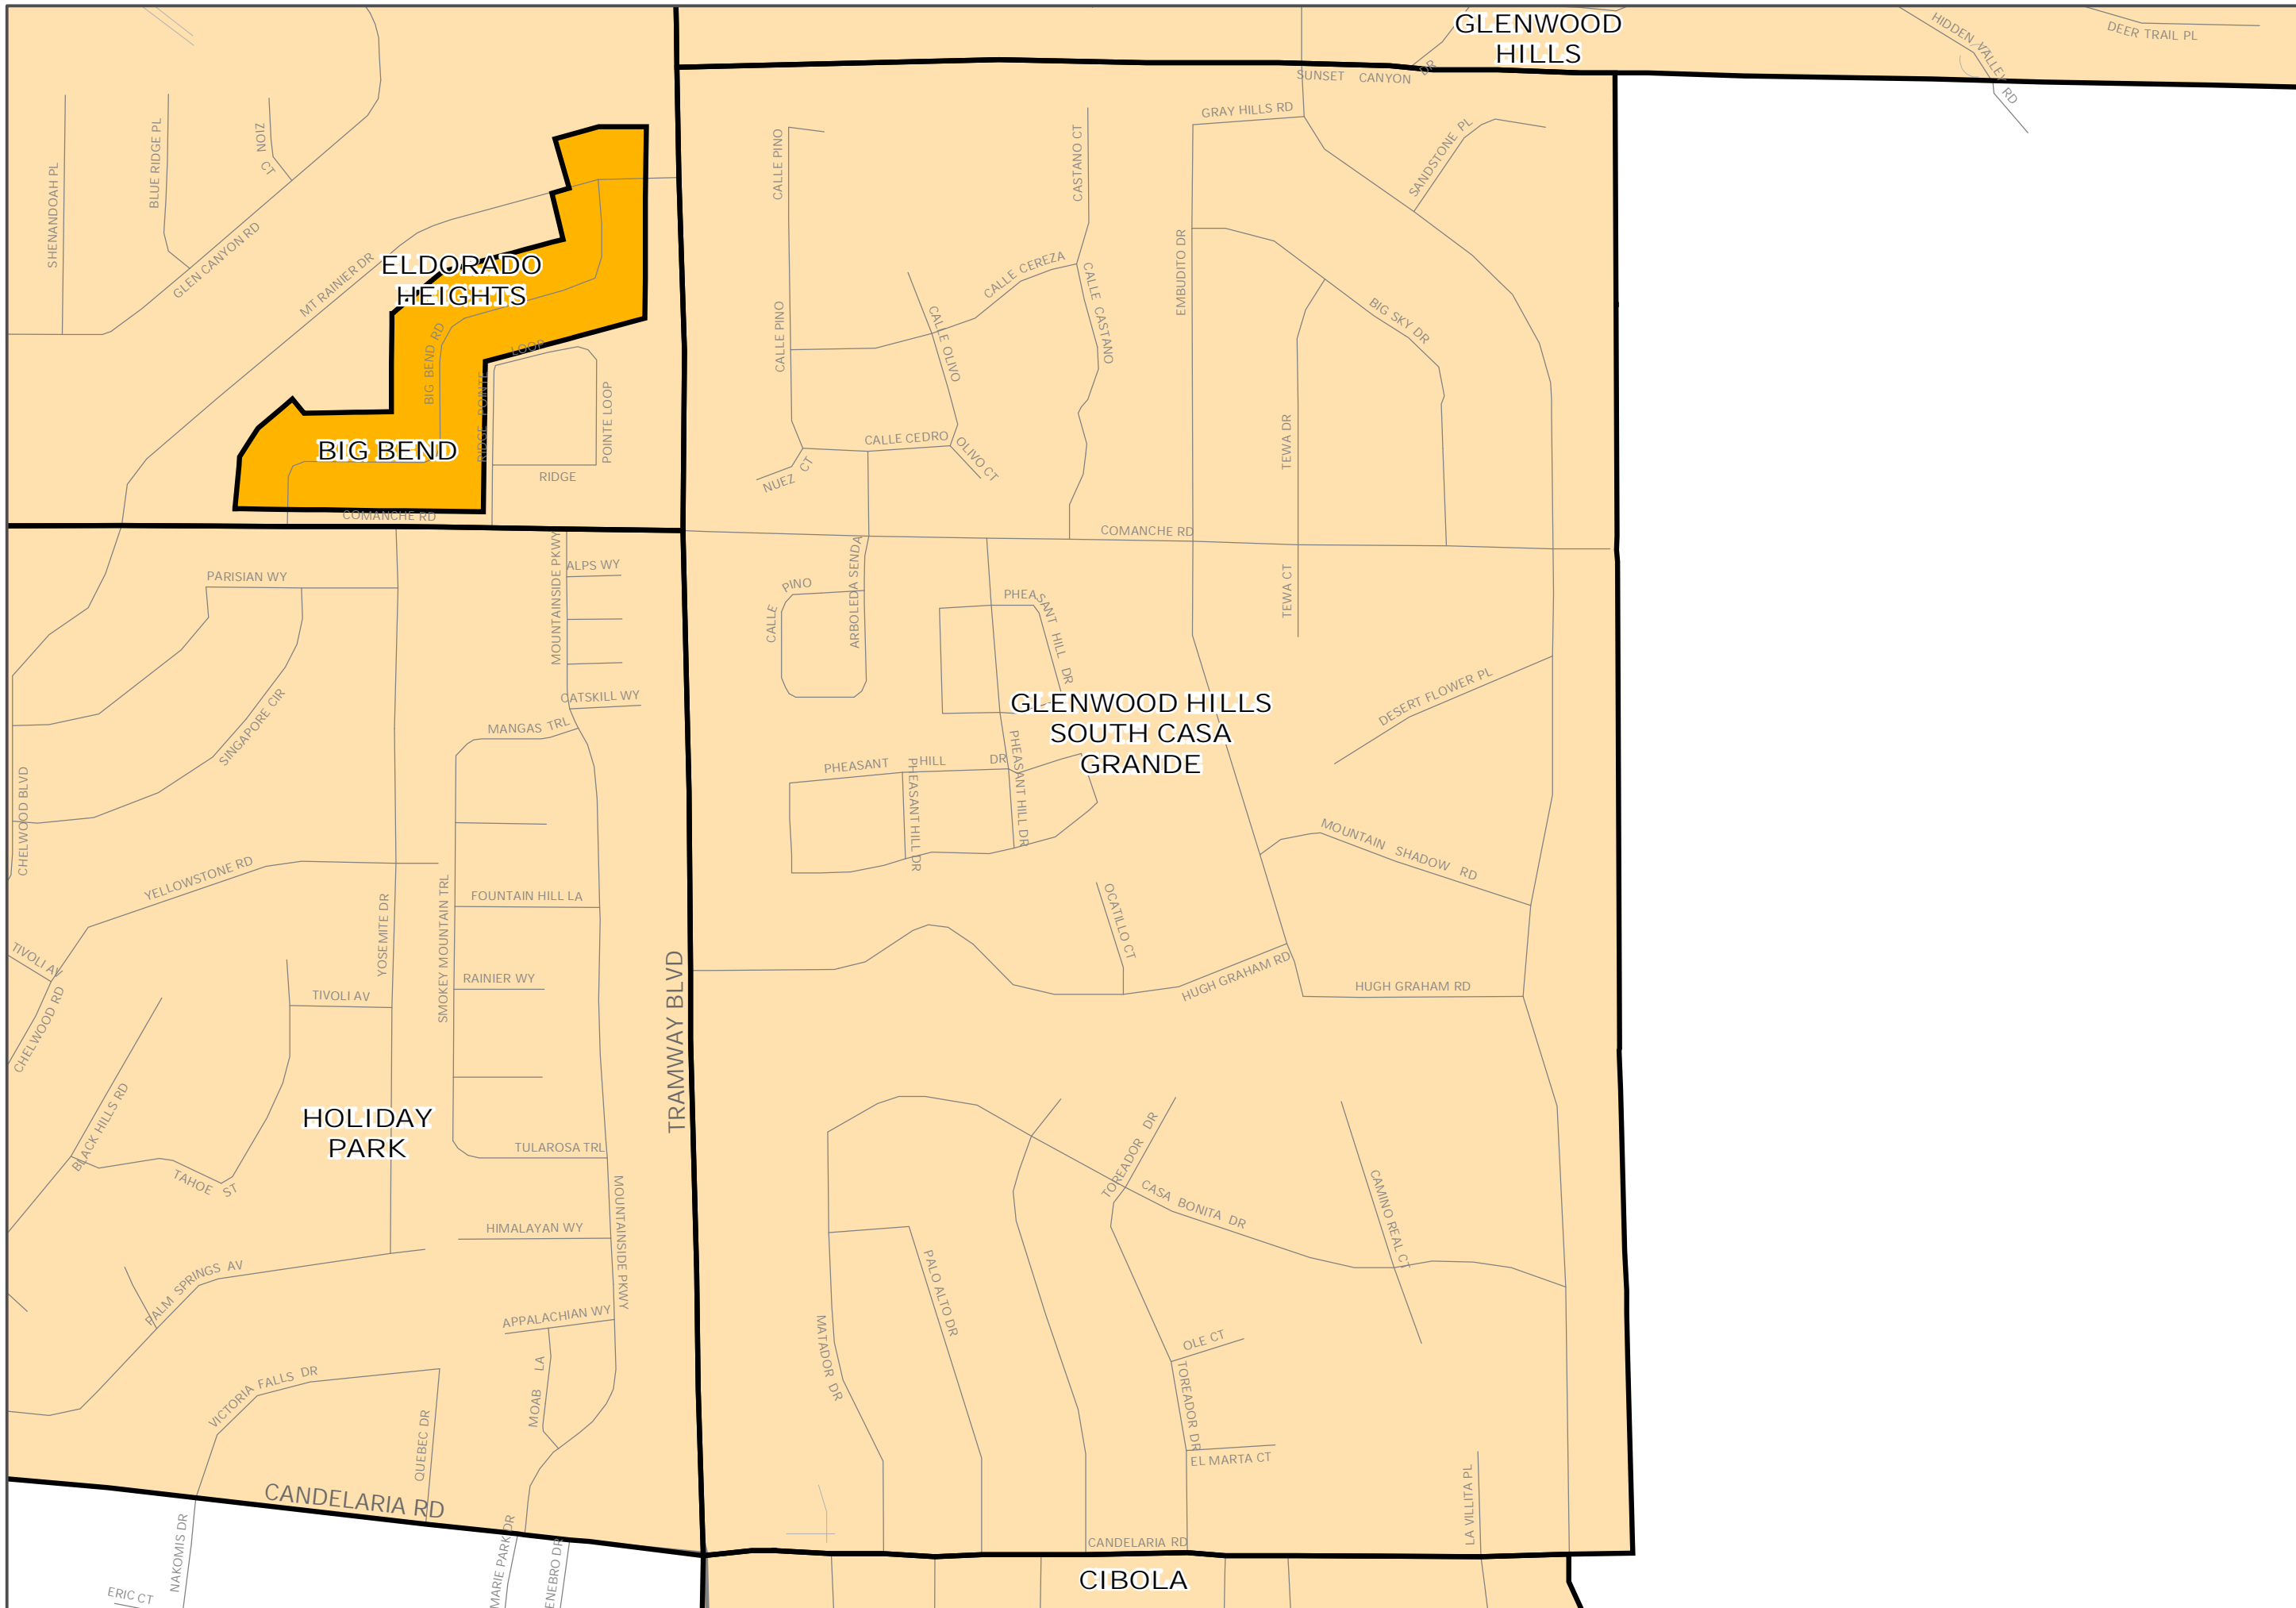 GLENWOOD
HILLS
HIDDEN VALLEY RD
DEER TRAIL PL
SUNSET CANYON DR
GRAY HILLS RD
SANDSTONE PL
SHENANDOAH PL
BLUE RIDGE PL
ZION CT
GLEN CANYON RD
MT RAINIER DR
CALLE PINO
CASTANO CT
EMBUDITO DR
ELDORADO
HEIGHTS
CALLE CEREZA
CALLE CASTANO
CALLE OLIVO
CALLE PINO
BIG SKY DR
BIG BEND RD
LOOP
RIDGE POINTE
POINTE LOOP
RIDGE
BIG BEND
CALLE CEDRO
OLIVO CT
NUEZ CT
TEWA DR
COMANCHE RD
COMANCHE RD
MOUNTAINSIDE PKWY
ALPS WY
PARISIAN WY
CALLE PINO
ARBOLEDA SENDA
PHEASANT HILL DR
TEWA CT
CATSKILL WY
MANGAS TRL
SINGAPORE CIR
CHELWOOD BLVD
GLENWOOD HILLS
SOUTH CASA
GRANDE
DESERT FLOWER PL
PHEASANT HILL DR
PHEASANT HILL DR
PHEASANT HILL DR
MOUNTAIN SHADOW RD
YELLOWSTONE RD
YOSEMITE DR
SMOKEY MOUNTAIN TRL
FOUNTAIN HILL LA
OCATILLO CT
TIVOLI AV
CHELWOOD RD
TIVOLI AV
RAINIER WY
HUGH GRAHAM RD
HUGH GRAHAM RD
TRAMWAY BLVD
BLACK HILLS RD
HOLIDAY
PARK
TULAROSA TRL
TAHOE ST
MOUNTAINSIDE PKWY
TOREADOR DR
CASA BONITA DR
CAMINO REAL CT
HIMALAYAN WY
PALM SPRINGS AV
APPALACHIAN WY
PALO ALTO DR
MATADOR DR
OLE CT
TOREADOR DR
MOAB LA
VICTORIA FALLS DR
QUEBEC DR
EL MARTA CT
LA VILLITA PL
CANDELARIA RD
CANDELARIA RD
NAKOMIS DR
MARIE PARK DR
ENEBRO DR
ERIC CT
CIBOLA